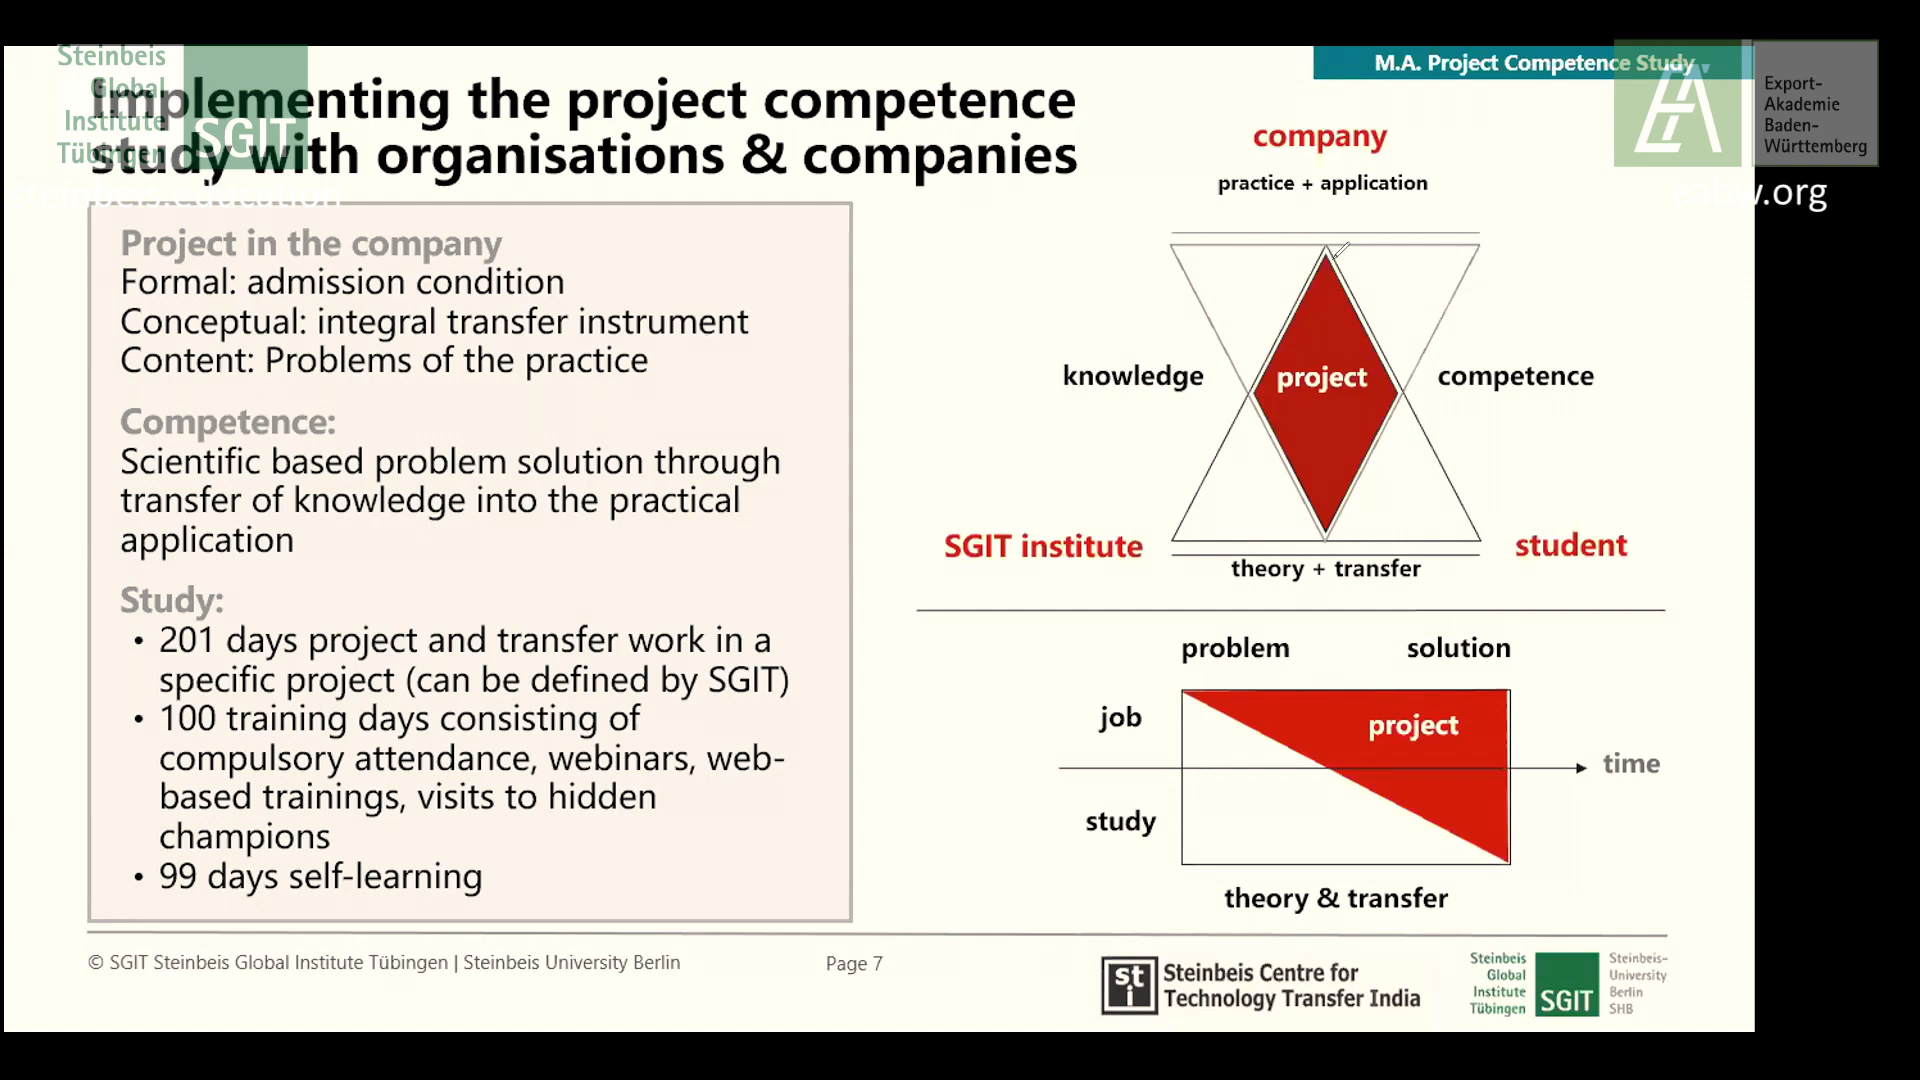 Steinbeis
Global
Institute
Tübingen
SGIT
steinbeis.education
Implementing the project competence
study with organisations & companies
M.A. Project Competence Study
Export-
Akademie
Baden-
Württemberg
eabw.org
Project in the company
Formal: admission condition
Conceptual: integral transfer instrument
Content: Problems of the practice
Competence:
Scientific based problem solution through
transfer of knowledge into the practical
application
Study:
• 201 days project and transfer work in a
specific project (can be defined by SGIT)
• 100 training days consisting of
compulsory attendance, webinars, web-
based trainings, visits to hidden
champions
• 99 days self-learning
company
practice + application
knowledge
project
competence
SGIT institute
student
theory + transfer
problem
solution
job
project
time
study
theory & transfer
© SGIT Steinbeis Global Institute Tübingen | Steinbeis University Berlin
Page 7
sti
Steinbeis Centre for
Technology Transfer India
Steinbeis
Global
Institute
Tübingen
SGIT
Steinbeis-
University
Berlin
SHB